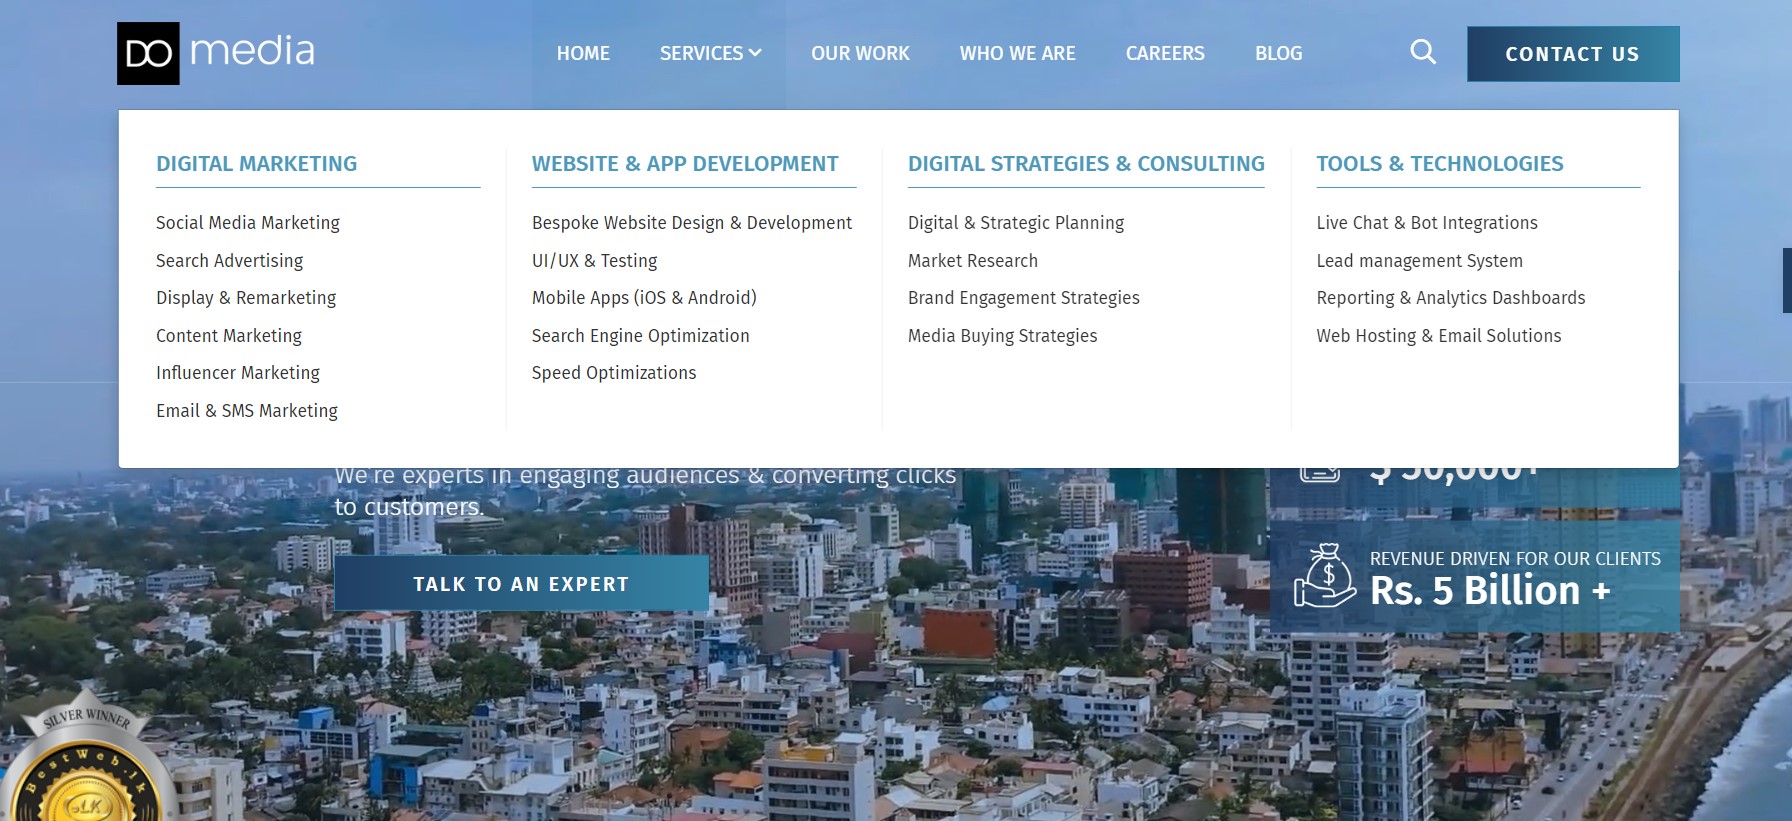 DO media
HOME
SERVICES
OUR WORK
WHO WE ARE
CAREERS
BLOG
CONTACT US
DIGITAL MARKETING
Social Media Marketing
Search Advertising
Display & Remarketing
Content Marketing
Influencer Marketing
Email & SMS Marketing
WEBSITE & APP DEVELOPMENT
Bespoke Website Design & Development
UI/UX & Testing
Mobile Apps (iOS & Android)
Search Engine Optimization
Speed Optimizations
DIGITAL STRATEGIES & CONSULTING
Digital & Strategic Planning
Market Research
Brand Engagement Strategies
Media Buying Strategies
TOOLS & TECHNOLOGIES
Live Chat & Bot Integrations
Lead management System
Reporting & Analytics Dashboards
Web Hosting & Email Solutions
We're experts in engaging audiences & converting clicks
to customers.
TALK TO AN EXPERT
REVENUE DRIVEN FOR OUR CLIENTS
Rs. 5 Billion +
SILVER WINNER
BestWeb.lk